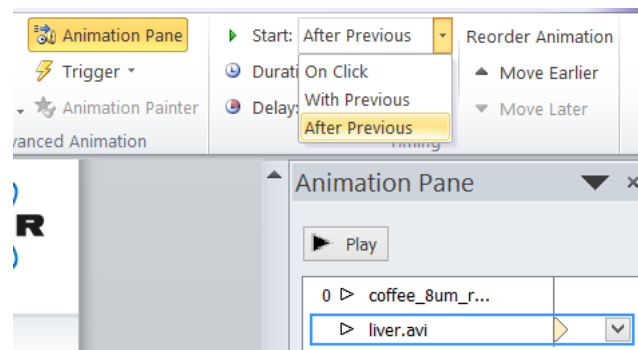 Animation Pane
Start: After Previous
Reorder Animation
Trigger
Durati
On Click
Move Earlier
Animation Painter
Delay:
With Previous
Move Later
After Previous
vanced Animation
Timing
R
Animation Pane
Play
0 coffee_8um_r...
liver.avi